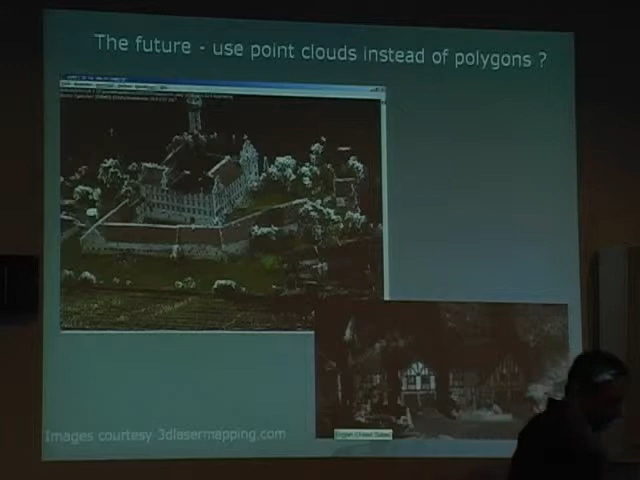 The future - use point clouds instead of polygons ?
Images courtesy 3dlasermapping.com